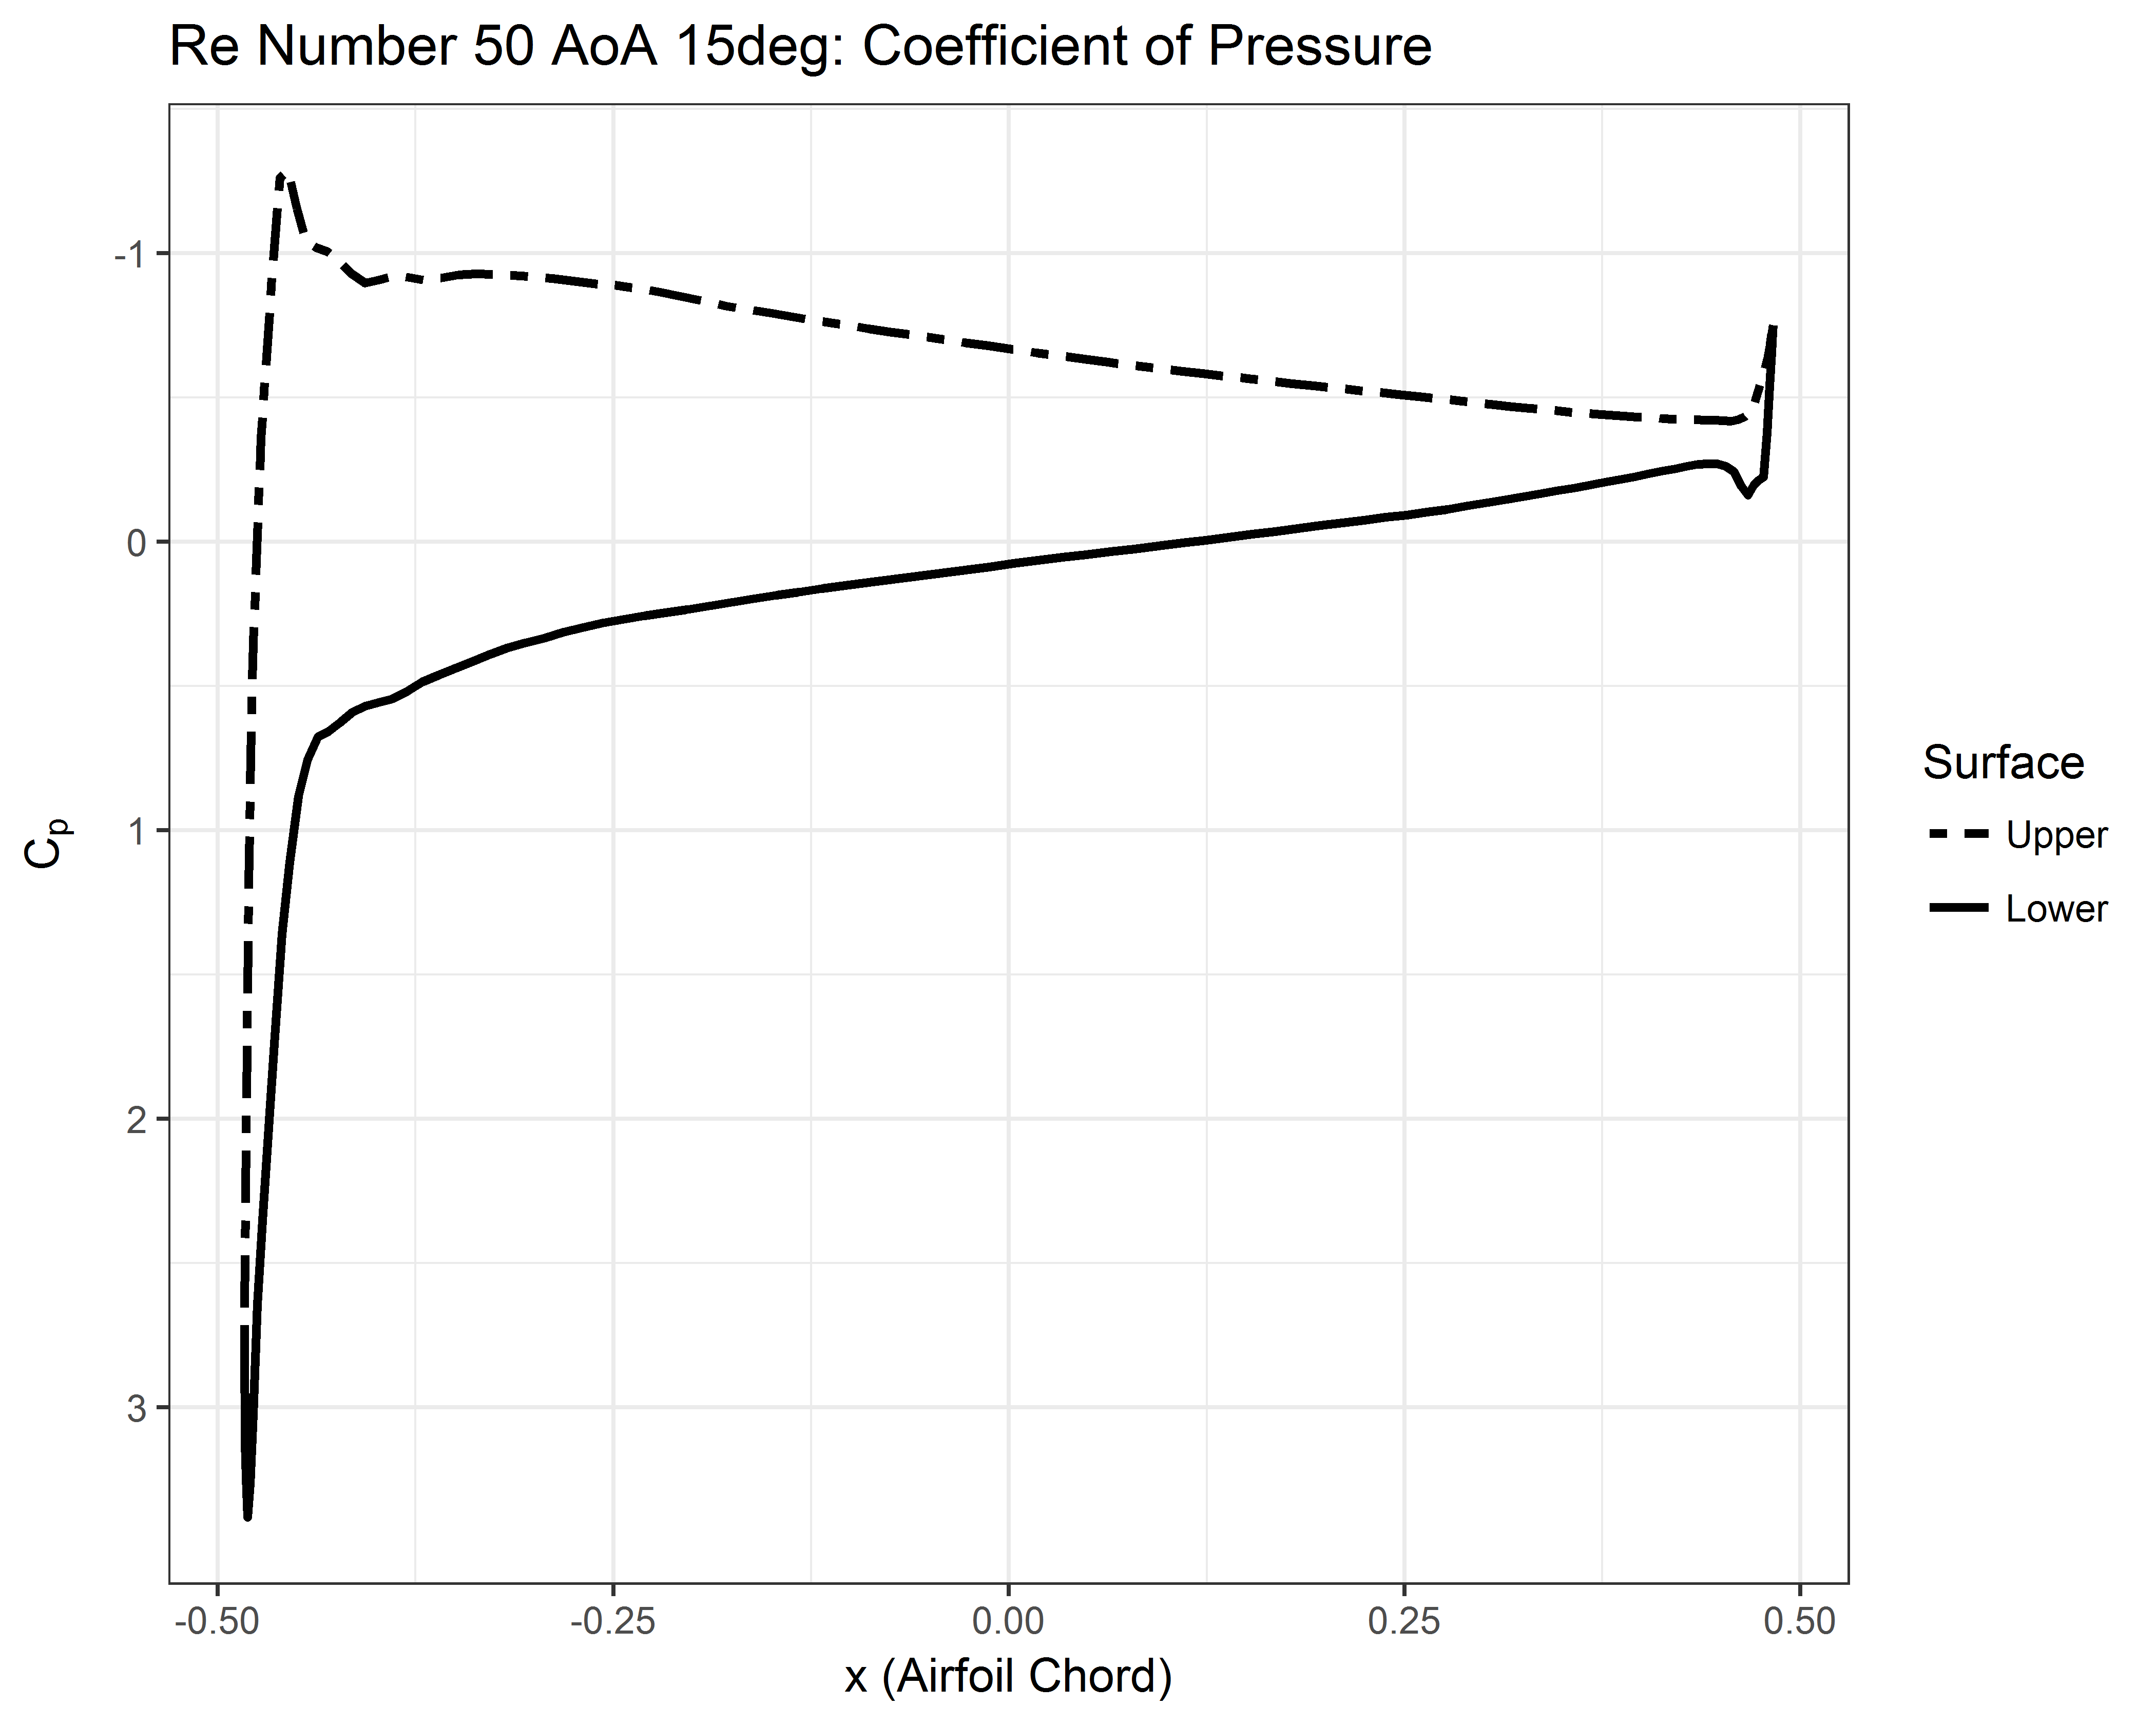 Re Number 50 AoA 15deg: Coefficient of Pressure
-1
0
1
2
3
Cp
-0.50 -0.25 0.00 0.25 0.50
x (Airfoil Chord)
Surface
Upper
Lower